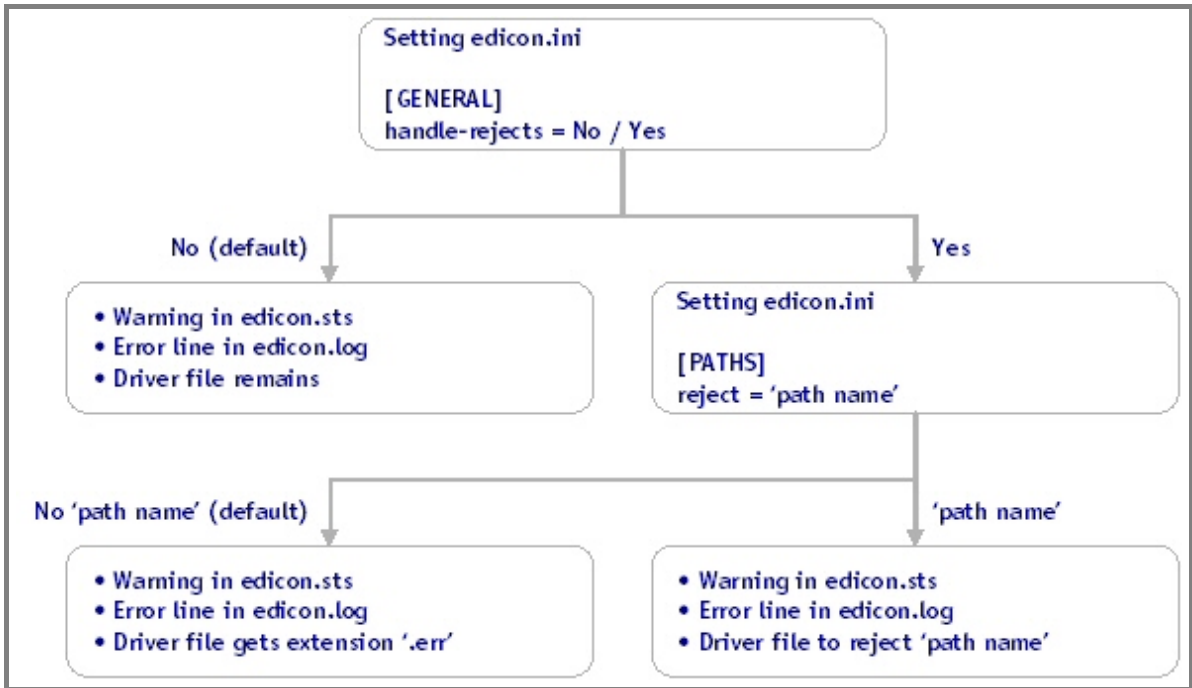 Setting edicon.ini
[GENERAL]
handle-rejects = No / Yes
No (default)
Yes
• Warning in edicon.sts
• Error line in edicon.log
• Driver file remains
Setting edicon.ini
[PATHS]
reject = ‘path name’
No ‘path name’ (default)
‘path name’
• Warning in edicon.sts
• Error line in edicon.log
• Driver file gets extension ‘.err’
• Warning in edicon.sts
• Error line in edicon.log
• Driver file to reject ‘path name’